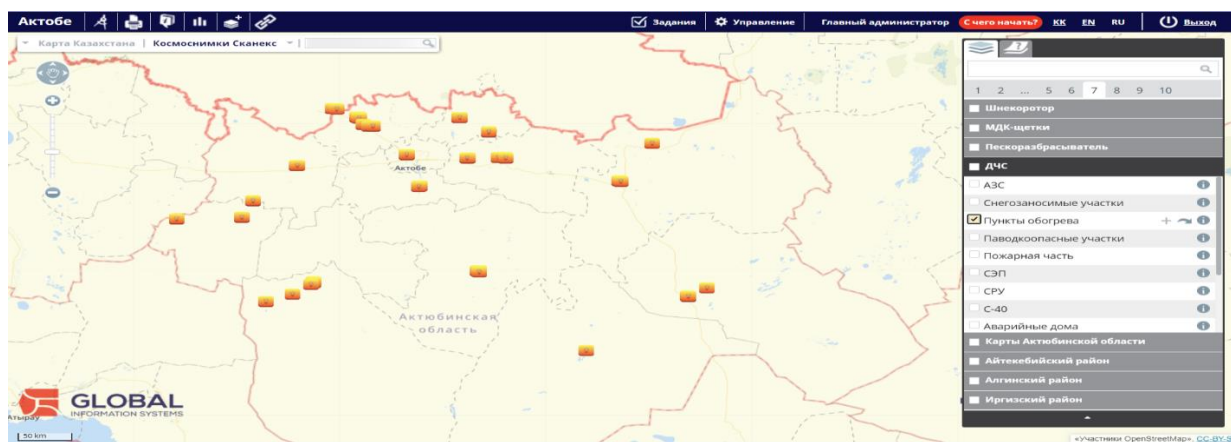 Актобе Задания Управление Главный администратор С чего начать? KK EN RU Выход
Карта Казахстана | Космоснимки Сканекс
1 2 ... 5 6 7 8 9 10
Шнекоротор
МДК-щетки
Пескоразбрасыватель
ДЧС
АЗС
Снегозаносимые участки
Пункты обогрева
Паводкоопасные участки
Пожарная часть
СЭП
СРУ
С-40
Аварийные дома
Карты Актюбинской области
Айтекебийский район
Алгинский район
Иргизский район
Актобе
Актюбинская
область
GLOBAL
INFORMATION SYSTEMS
Атырау
50 km
«Участники OpenStreetMap», CC-BY-S